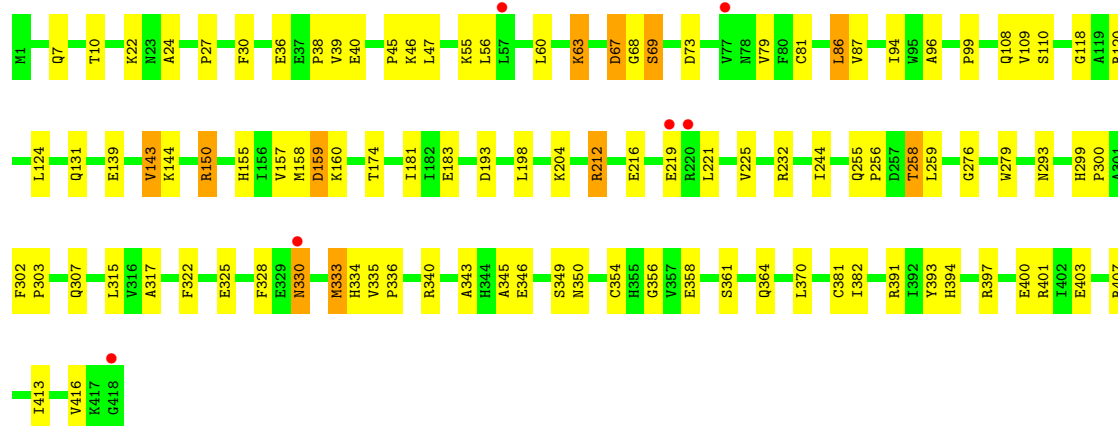 M1 Q7 T10 K22 N23 A24 P27 F30 E36 E37 P38 V39 E40 P45 K46 L47 K55 L56 L57 L60 K63 D67 G68 S69 D73 V77 N78 V79 F80 C81 L86 V87 I94 W95 A96 P99 Q108 V109 S110 G118 A119 R120
L124 Q131 E139 V143 K144 R150 H155 I156 V157 M158 D159 K160 T174 I181 I182 E183 D193 L198 K204 R212 E216 E219 R220 L221 V225 R232 I244 Q255 P256 D257 T258 L259 G276 W279 N293 H299 P300 A301
F302 P303 Q307 L315 V316 A317 F322 E325 F328 E329 N330 M333 H334 V335 P336 R340 A343 H344 A345 E346 S349 N350 C354 H355 G356 V357 E358 S361 Q364 L370 C381 I382 R391 I392 Y393 H394 R397 E400 R401 I402 E403
I413 V416 K417 G418